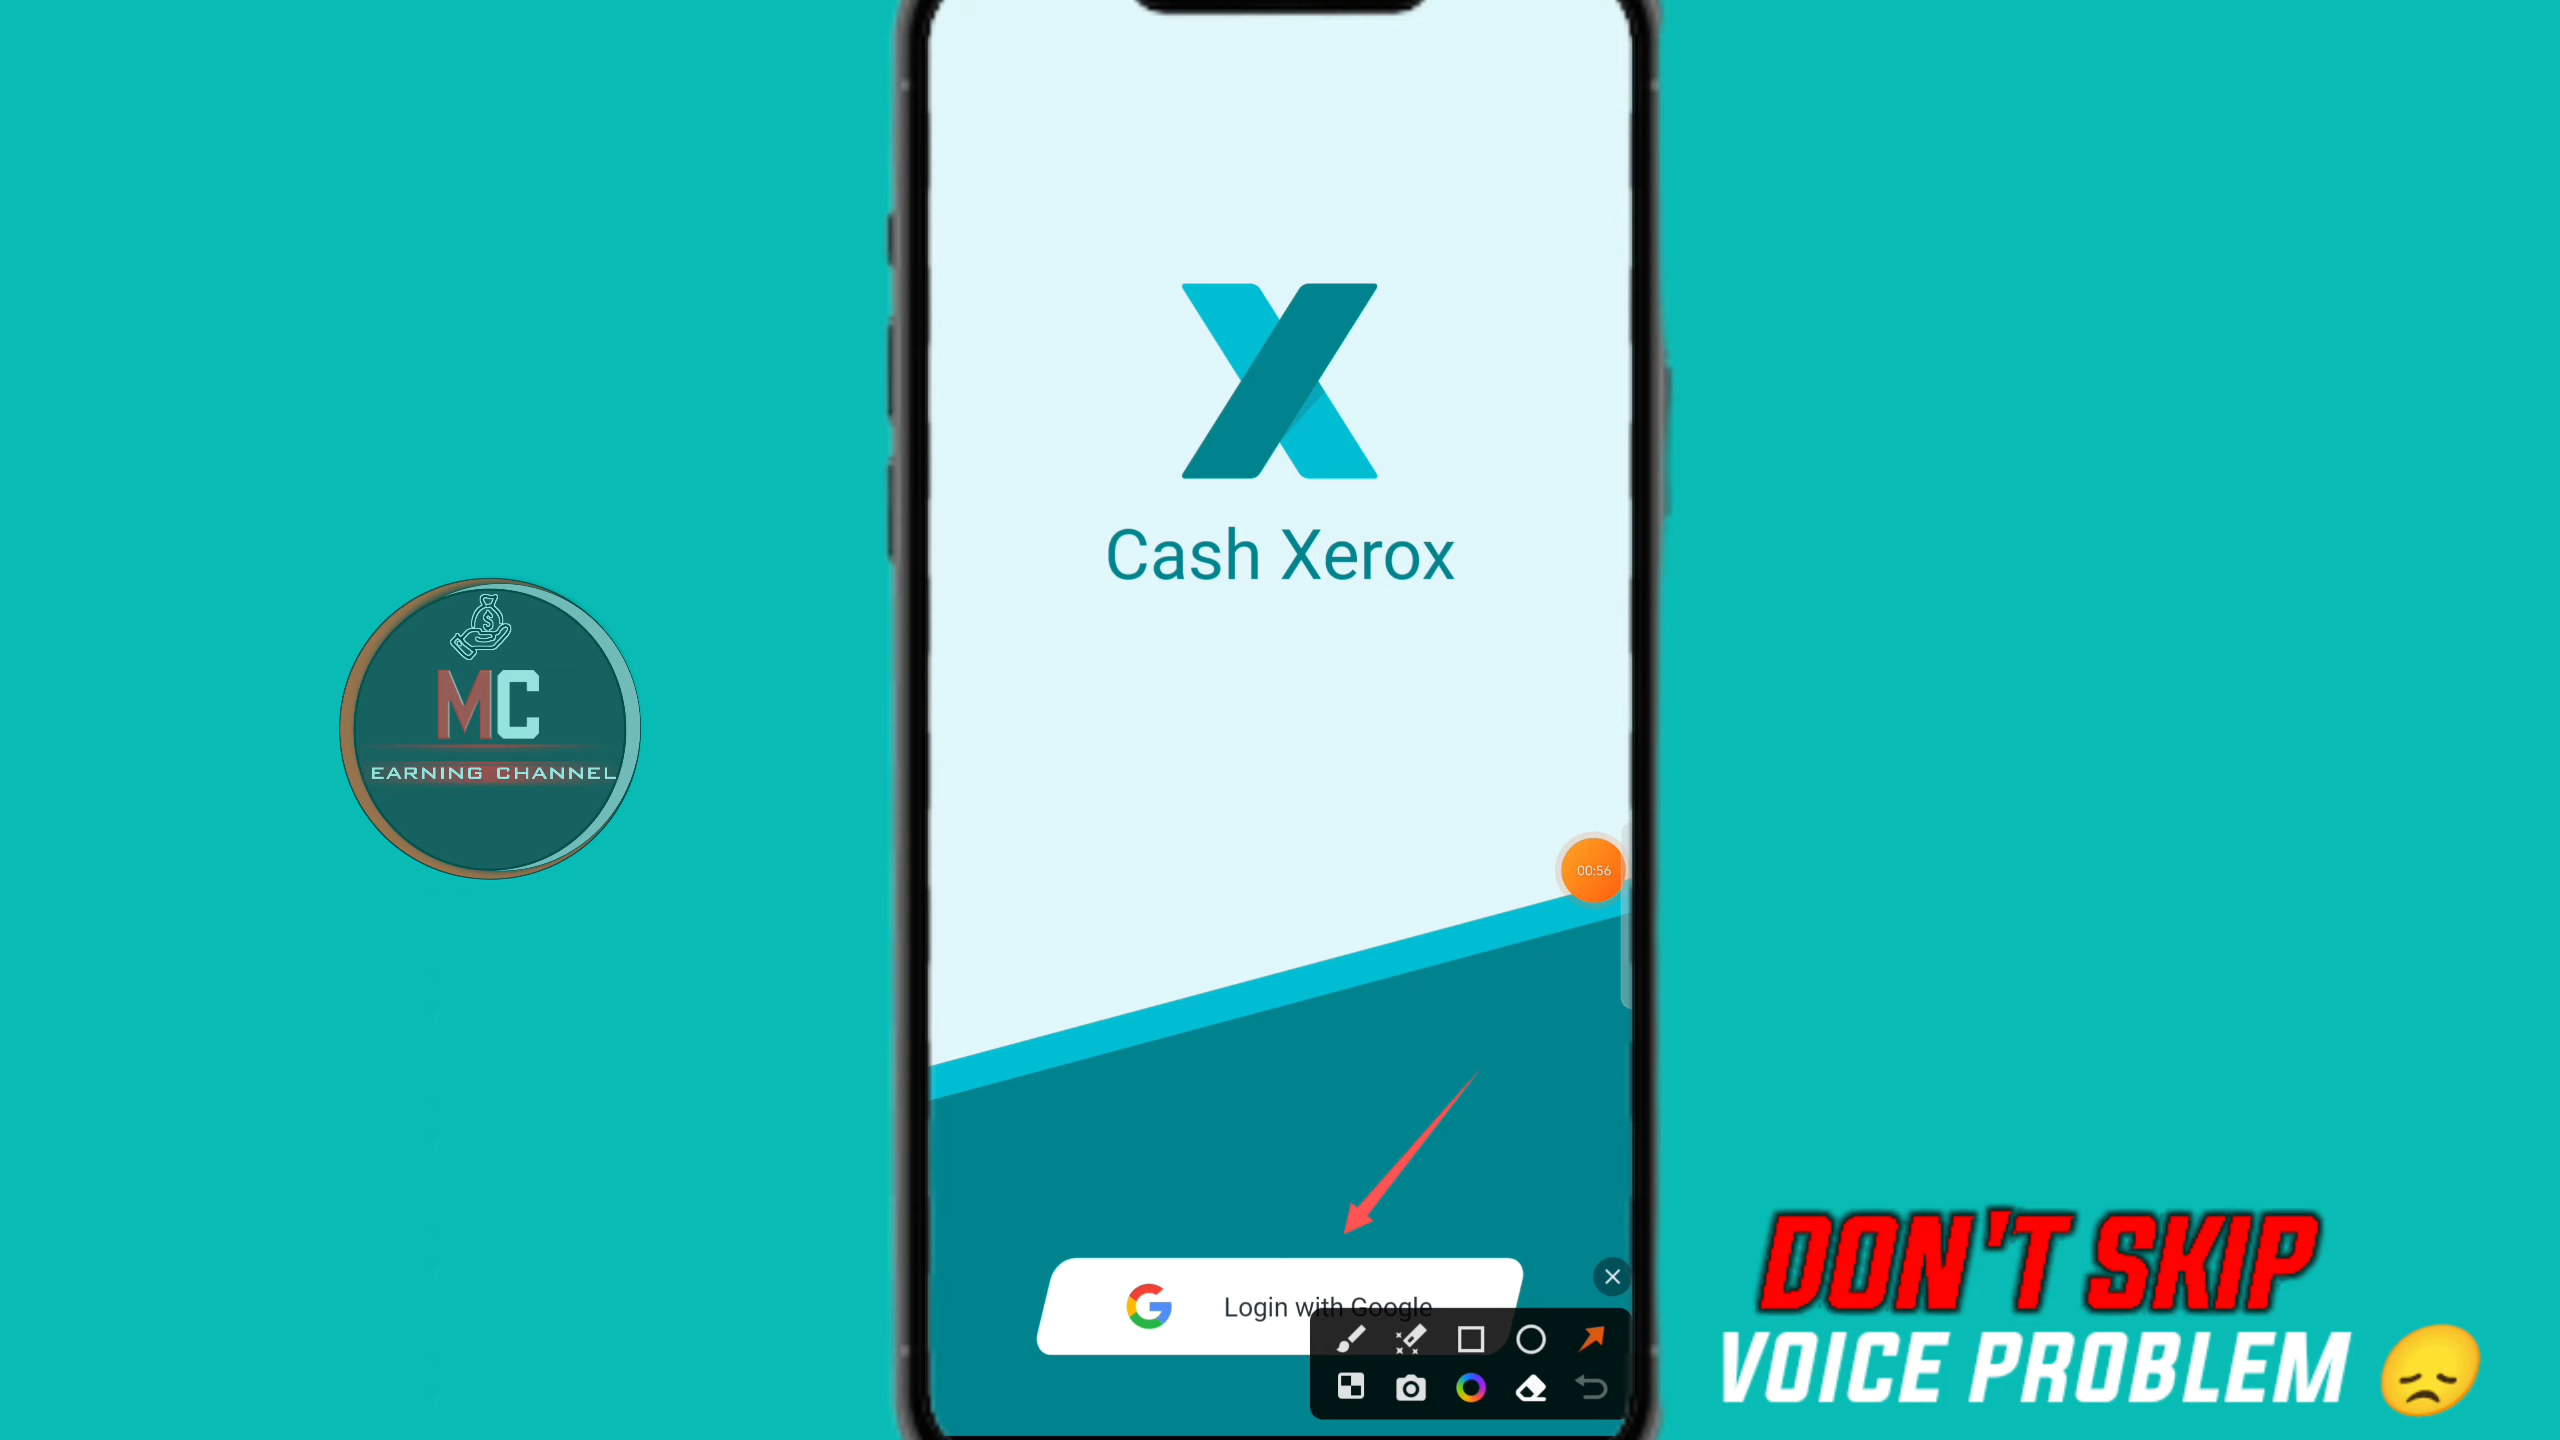 Cash Xerox
MC
EARNING CHANNEL
00:56
Login with Google
DON'T SKIP
VOICE PROBLEM